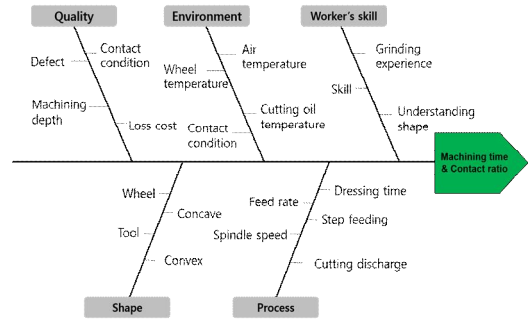 Quality
Environment
Worker's skill
Defect
Contact
condition
Machining
depth
Loss cost
Air
temperature
Wheel
temperature
Cutting oil
temperature
Contact
condition
Grinding
experience
Skill
Understanding
shape
Machining time
& Contact ratio
Wheel
Concave
Tool
Convex
Dressing time
Feed rate
Step feeding
Spindle speed
Cutting discharge
Shape
Process